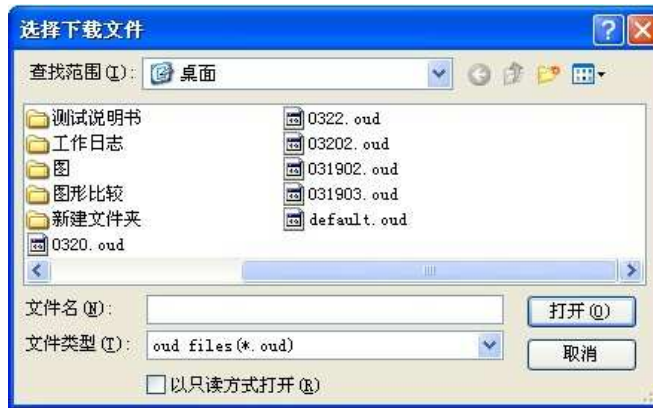 选择下载文件
查找范围(I): 桌面
测试说明书
工作日志
图
图形比较
新建文件夹
0320.oud
0322.oud
03202.oud
031902.oud
031903.oud
default.oud
文件名(N):
打开(O)
文件类型(T): oud files(*.oud)
取消
以只读方式打开(R)